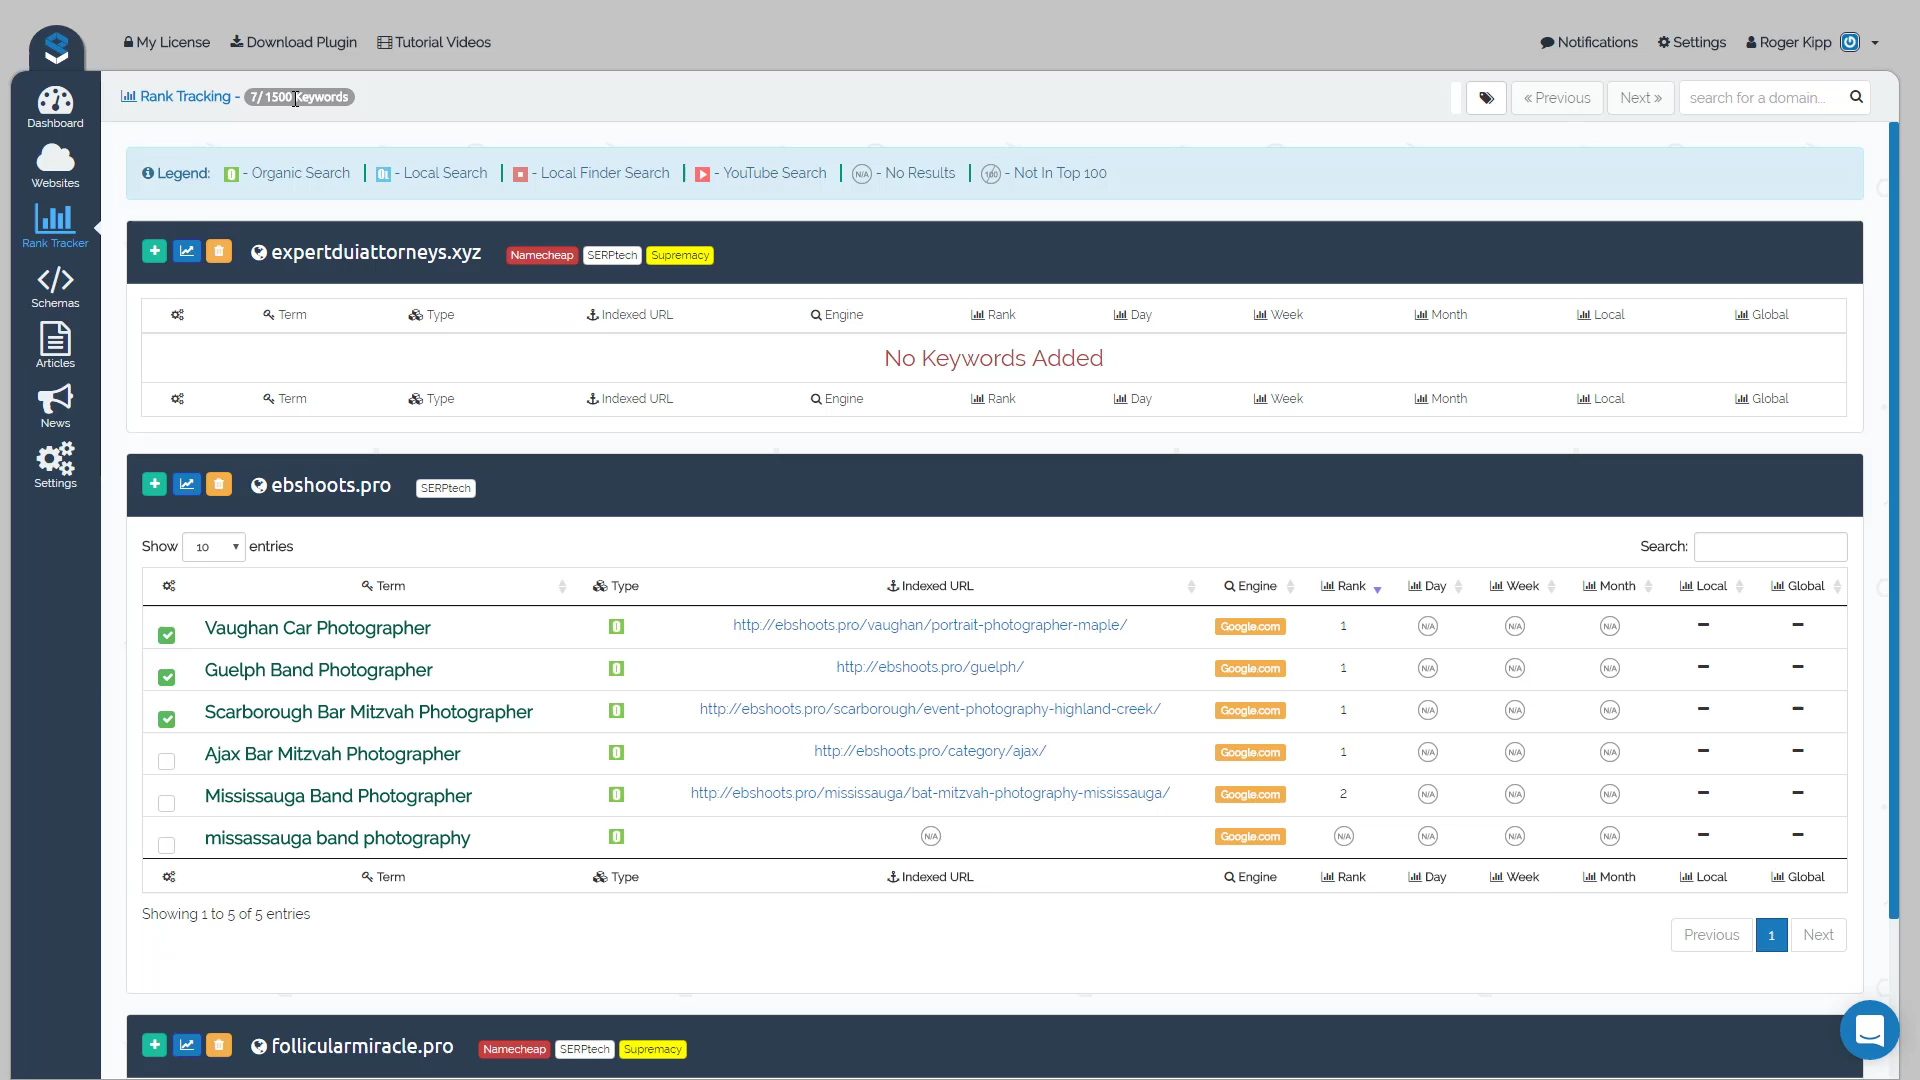 My License Download Plugin Tutorial Videos Notifications Settings Roger Kipp
Rank Tracking - 7/ 1500 Keywords « Previous Next » search for a domain...
Dashboard
Websites
Rank Tracker
Schemas
Articles
News
Settings
Legend: - Organic Search - Local Search - Local Finder Search - YouTube Search N/A - No Results 100 - Not In Top 100
expertduiattorneys.xyz Namecheap SERPtech Supremacy
Term Type Indexed URL Engine Rank Day Week Month Local Global
No Keywords Added
Term Type Indexed URL Engine Rank Day Week Month Local Global
ebshoots.pro SERPtech
Show 10 entries Search:
Term Type Indexed URL Engine Rank Day Week Month Local Global
Vaughan Car Photographer http://ebshoots.pro/vaughan/portrait-photographer-maple/ Google.com 1 N/A N/A N/A
Guelph Band Photographer http://ebshoots.pro/guelph/ Google.com 1 N/A N/A N/A
Scarborough Bar Mitzvah Photographer http://ebshoots.pro/scarborough/event-photography-highland-creek/ Google.com 1 N/A N/A N/A
Ajax Bar Mitzvah Photographer http://ebshoots.pro/category/ajax/ Google.com 1 N/A N/A N/A
Mississauga Band Photographer http://ebshoots.pro/mississauga/bat-mitzvah-photography-mississauga/ Google.com 2 N/A N/A N/A
missassauga band photography N/A Google.com N/A N/A N/A N/A
Term Type Indexed URL Engine Rank Day Week Month Local Global
Showing 1 to 5 of 5 entries
Previous 1 Next
follicularmiracle.pro Namecheap SERPtech Supremacy